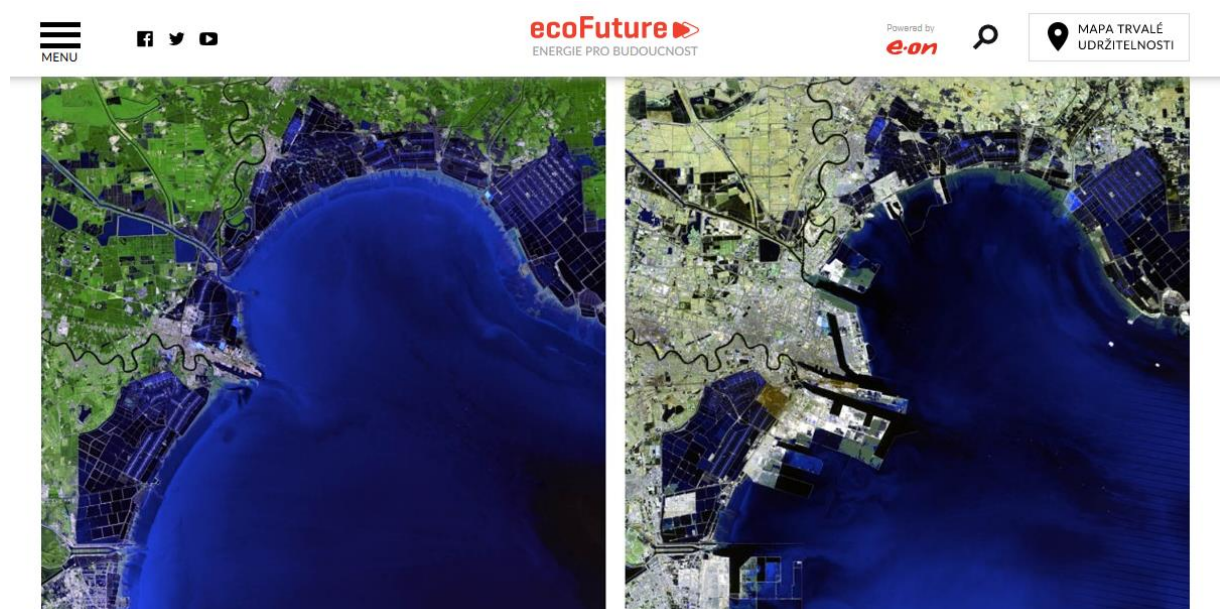 MENU
ecoFuture
ENERGIE PRO BUDOUCNOST
Powered by
e·on
MAPA TRVALÉ
UDRŽITELNOSTI